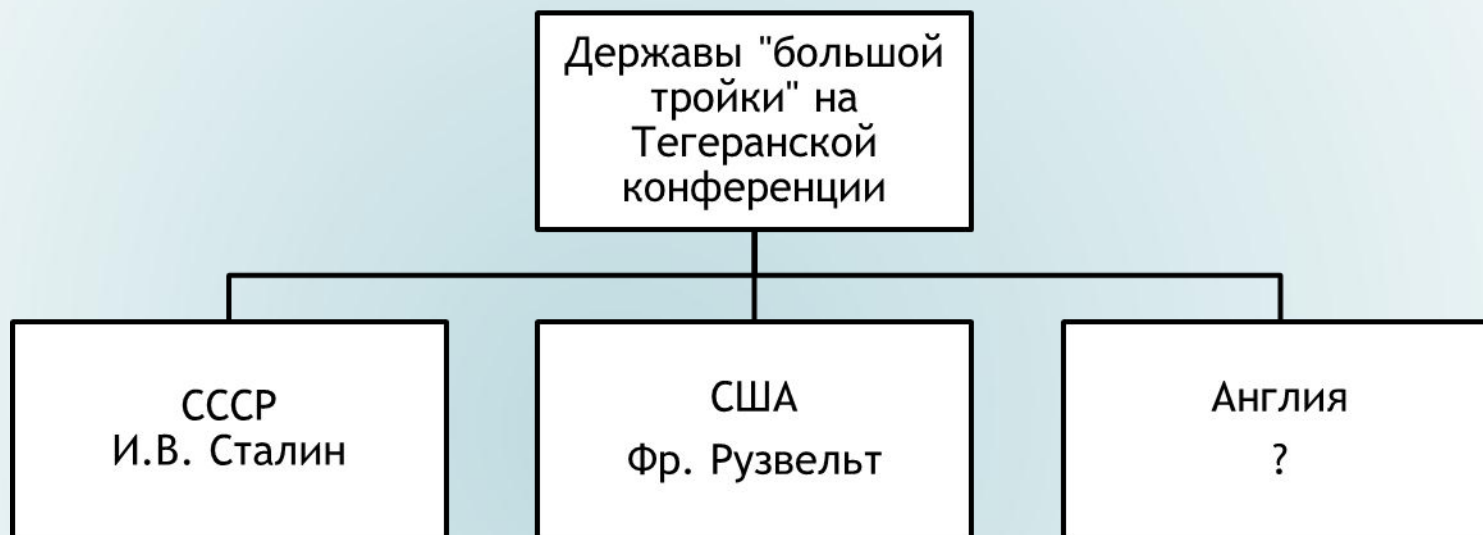 Державы "большой
тройки" на
Тегеранской
конференции
СССР
И.В. Сталин
США
Фр. Рузвельт
Англия
?